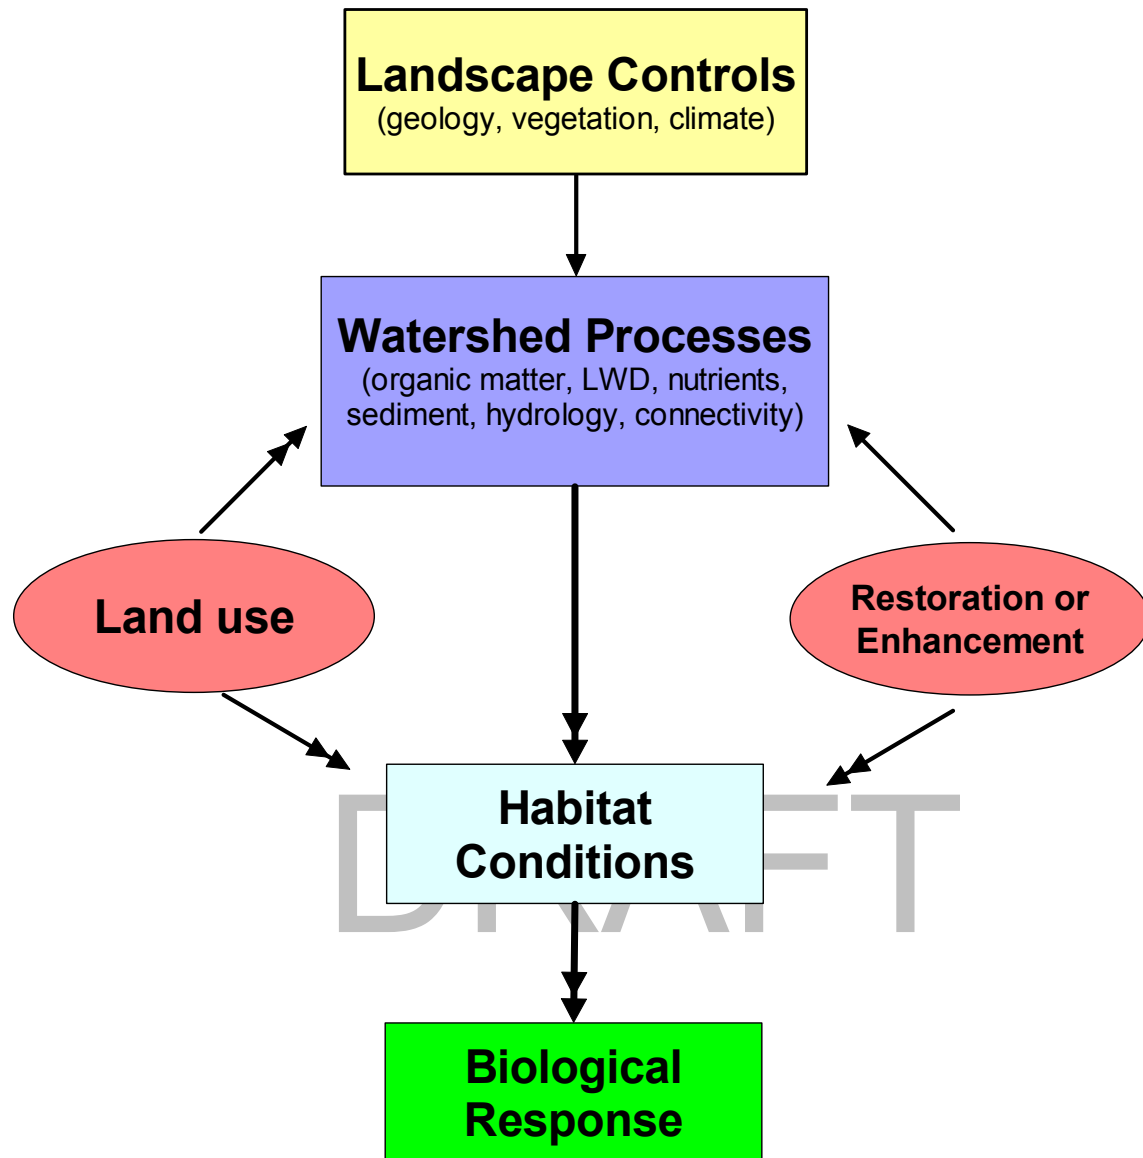 Landscape Controls
(geology, vegetation, climate)
Watershed Processes
(organic matter, LWD, nutrients,
sediment, hydrology, connectivity)
Land use
Restoration or
Enhancement
Habitat
Conditions
DRAFT
Biological
Response